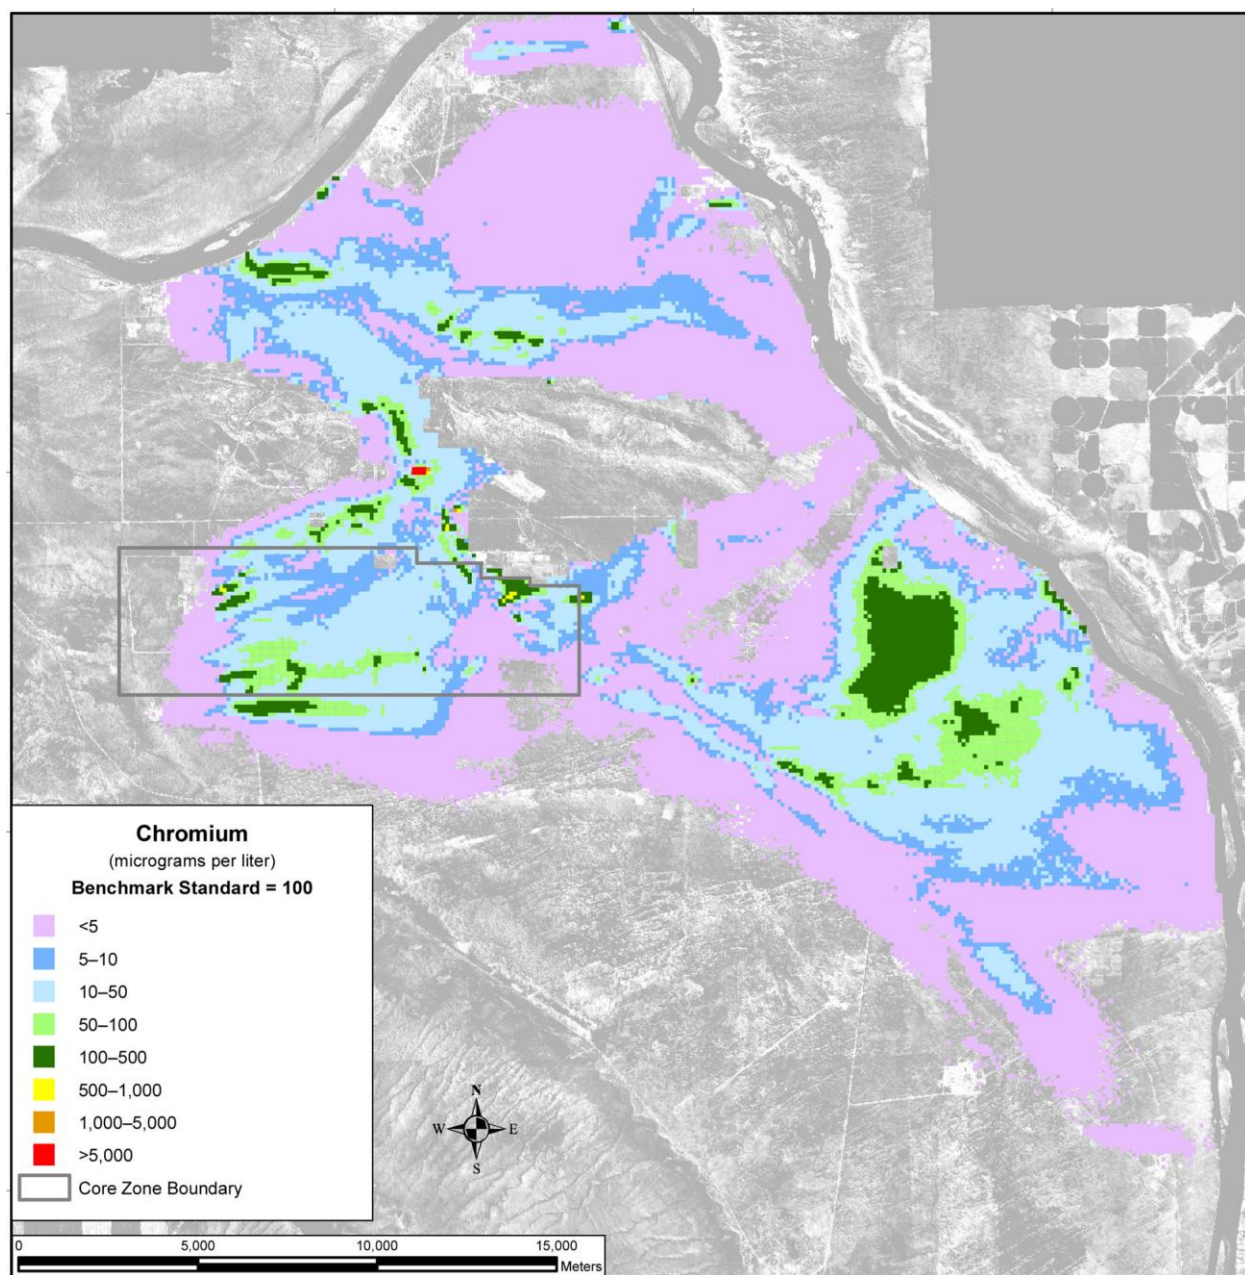 Chromium
(micrograms per liter)
Benchmark Standard = 100
<5
5–10
10–50
50–100
100–500
500–1,000
1,000–5,000
>5,000
Core Zone Boundary
N
W E
S
0 5,000 10,000 15,000
Meters